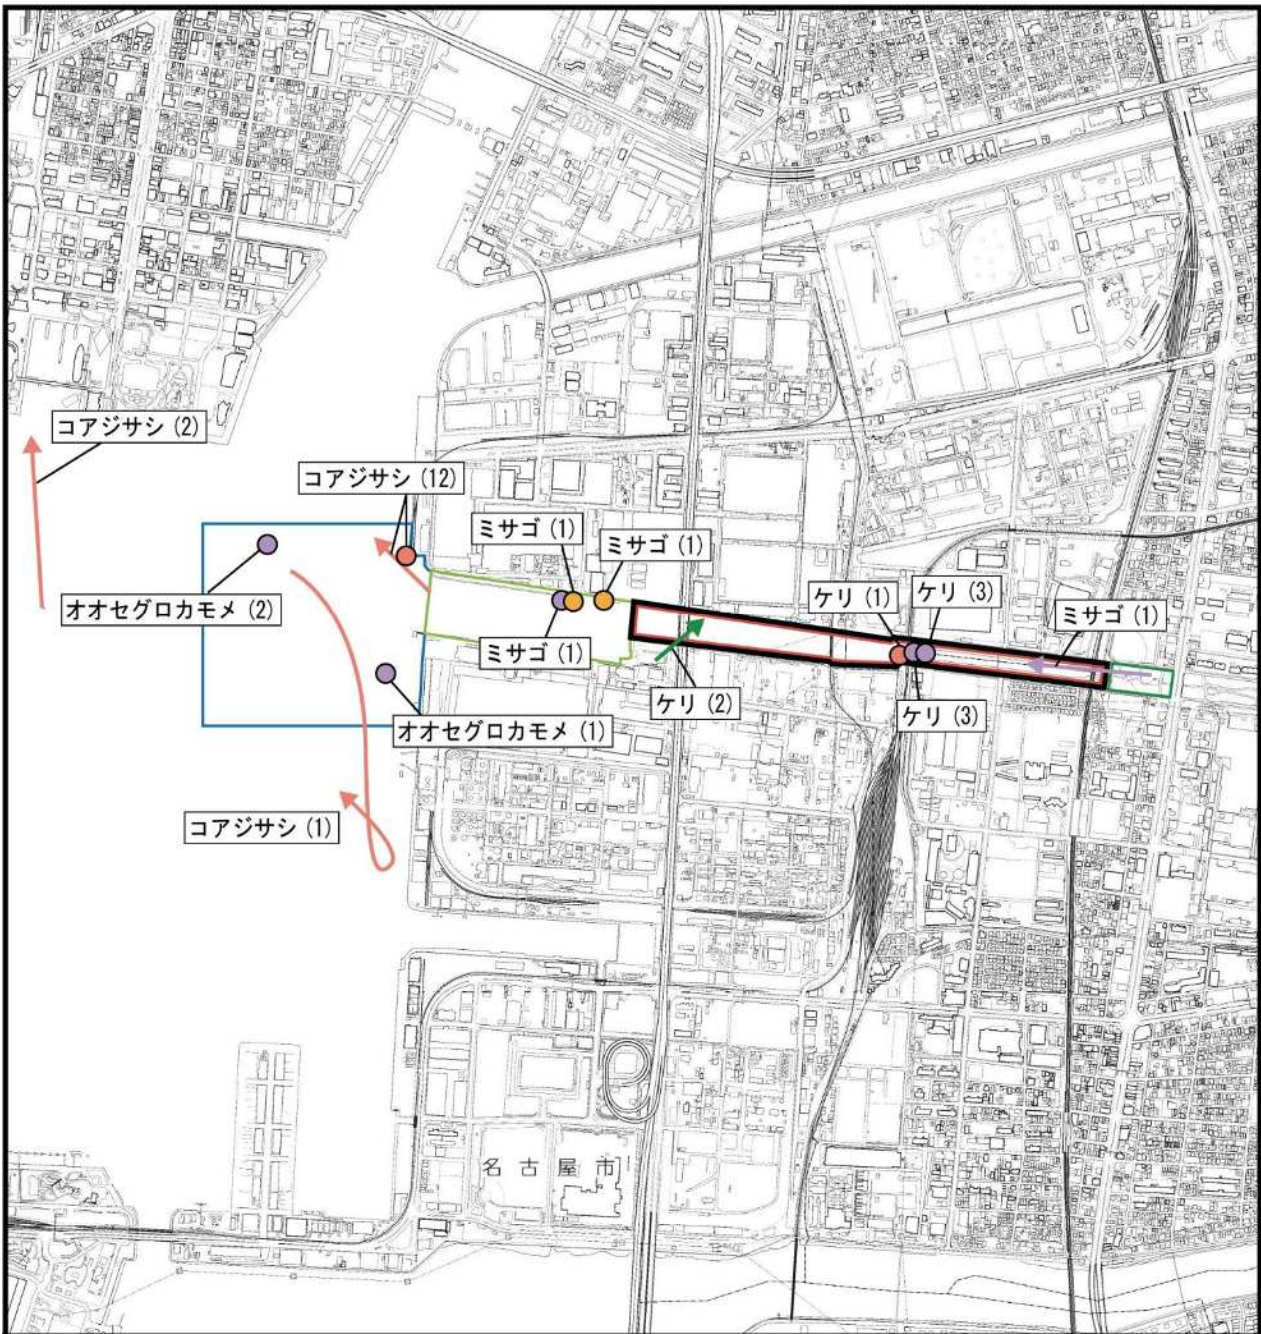 コアジサシ (2)
コアジサシ (12)
ミサゴ (1)
ミサゴ (1)
ケリ (1)
ケリ (3)
ミサゴ (1)
オオセグロカモメ (2)
ミサゴ (1)
ケリ (2)
ケリ (3)
オオセグロカモメ (1)
コアジサシ (1)
名古屋市